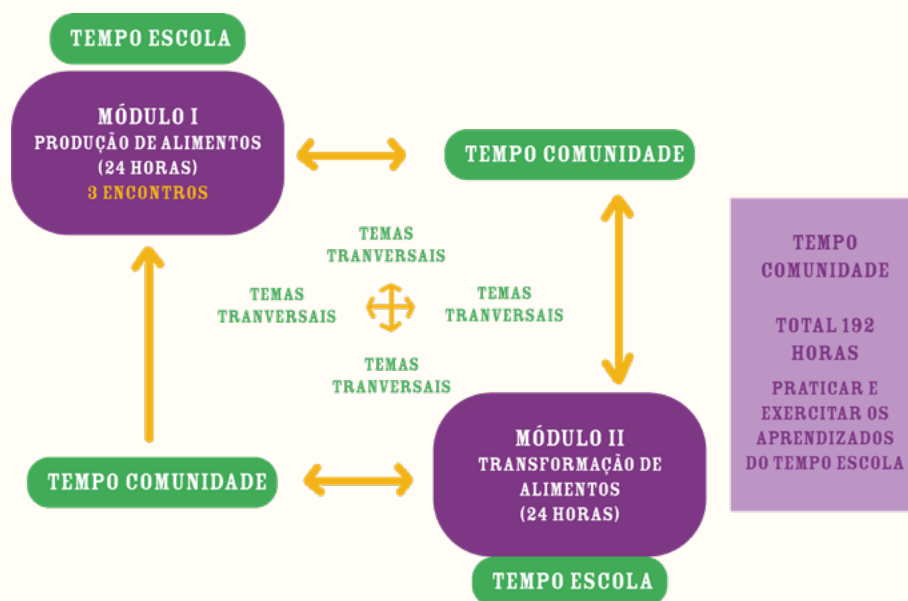 TEMPO ESCOLA
MÓDULO I
PRODUÇÃO DE ALIMENTOS
(24 HORAS)
3 ENCONTROS
TEMPO COMUNIDADE
TEMAS
TRANVERSAIS
TEMAS
TRANVERSAIS
TEMAS
TRANVERSAIS
TEMAS
TRANVERSAIS
TEMPO
COMUNIDADE
TOTAL 192
HORAS
PRATICAR E
EXERCITAR OS
APRENDIZADOS
DO TEMPO ESCOLA
TEMPO COMUNIDADE
MÓDULO II
TRANSFORMAÇÃO DE
ALIMENTOS
(24 HORAS)
TEMPO ESCOLA